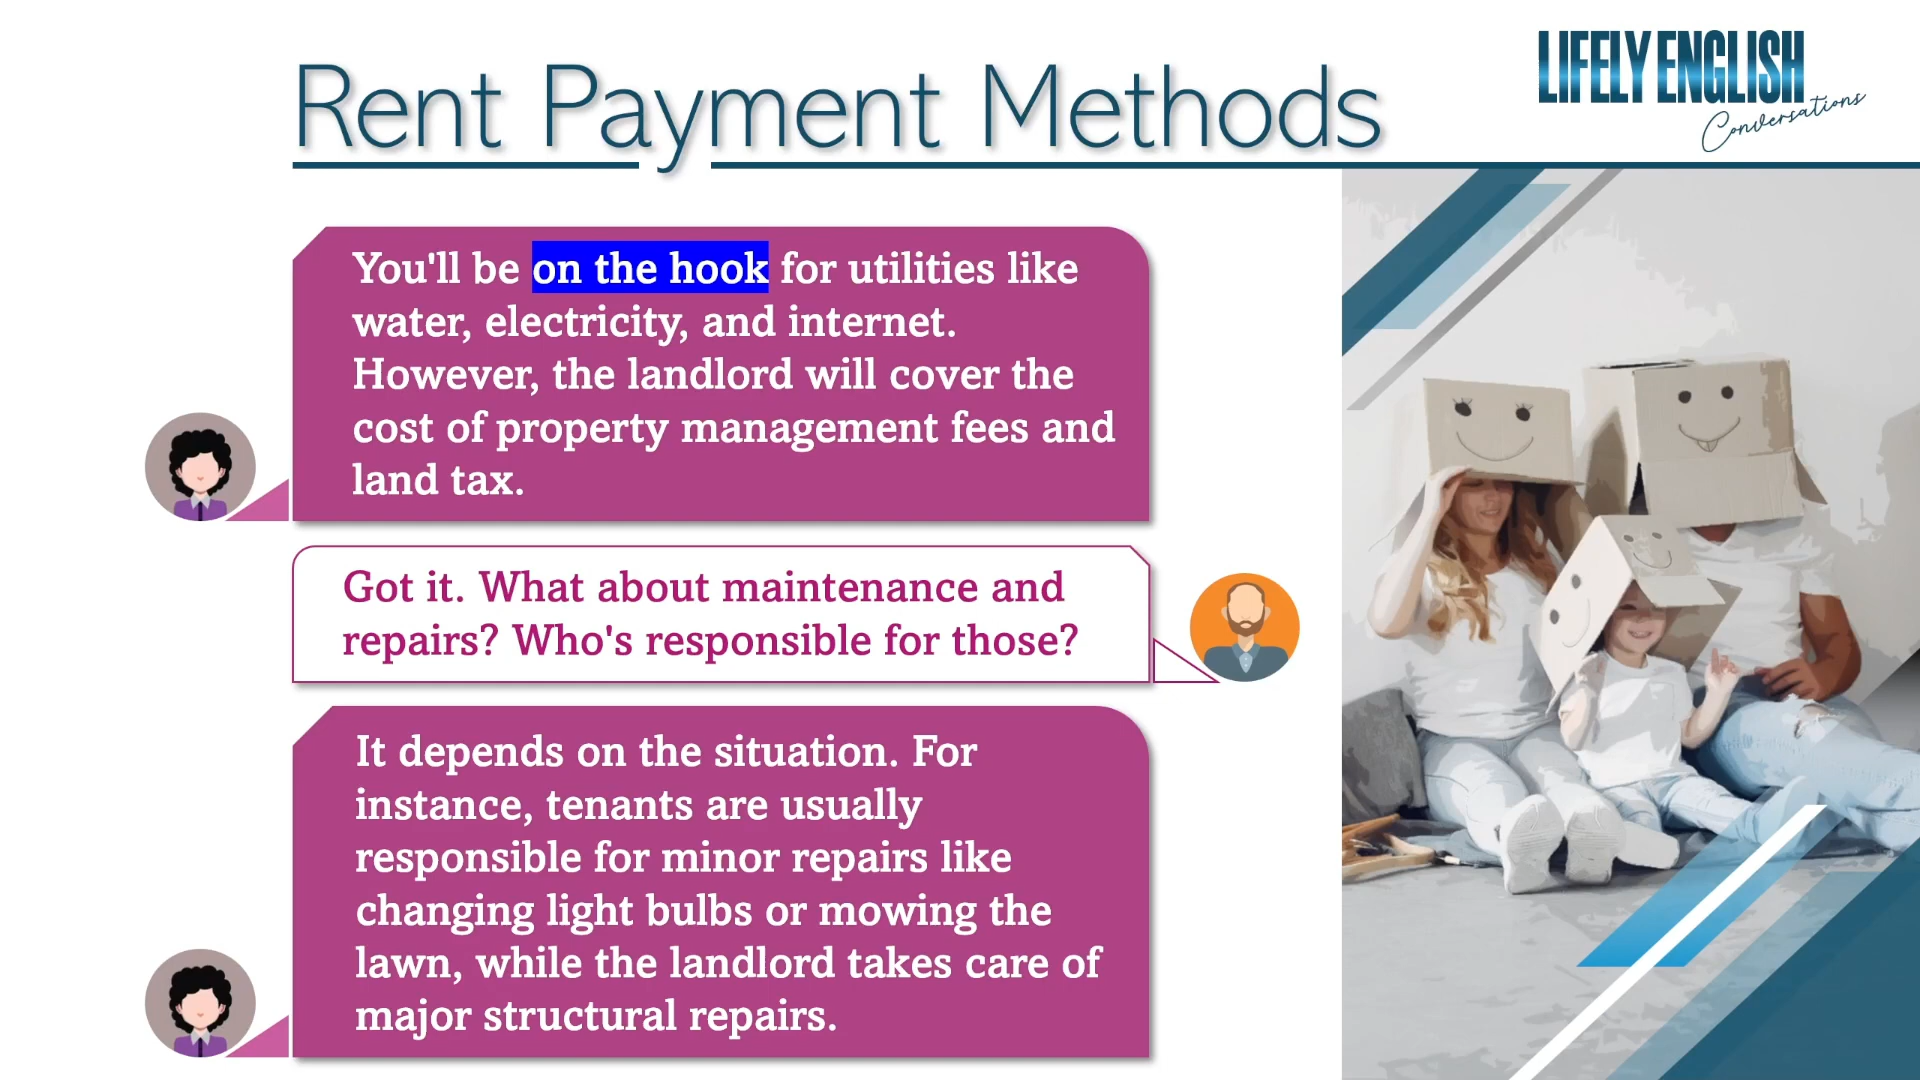 Rent Payment Methods
LIFELY ENGLISH
Conversations
You'll be on the hook for utilities like
water, electricity, and internet.
However, the landlord will cover the
cost of property management fees and
land tax.
Got it. What about maintenance and
repairs? Who's responsible for those?
It depends on the situation. For
instance, tenants are usually
responsible for minor repairs like
changing light bulbs or mowing the
lawn, while the landlord takes care of
major structural repairs.